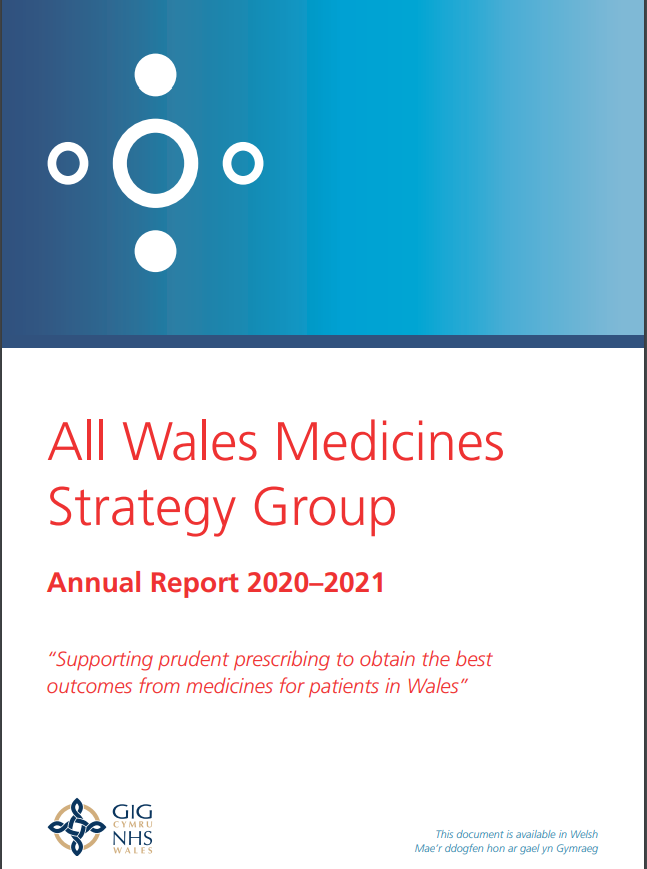 All Wales Medicines
Strategy Group
Annual Report 2020–2021
“Supporting prudent prescribing to obtain the best
outcomes from medicines for patients in Wales”
GIG
CYMRU
NHS
WALES
This document is available in Welsh
Mae'r ddogfen hon ar gael yn Gymraeg